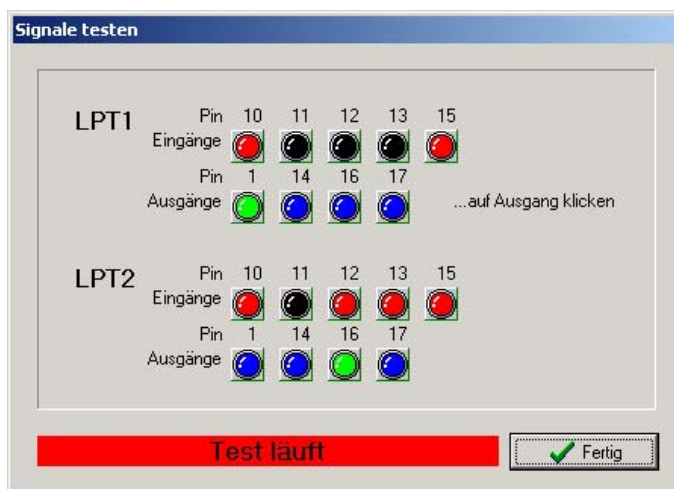 Signale testen
LPT1
Pin 10 11 12 13 15
Eingänge
Pin 1 14 16 17
Ausgänge
...auf Ausgang klicken
LPT2
Pin 10 11 12 13 15
Eingänge
Pin 1 14 16 17
Ausgänge
Test läuft
Fertig